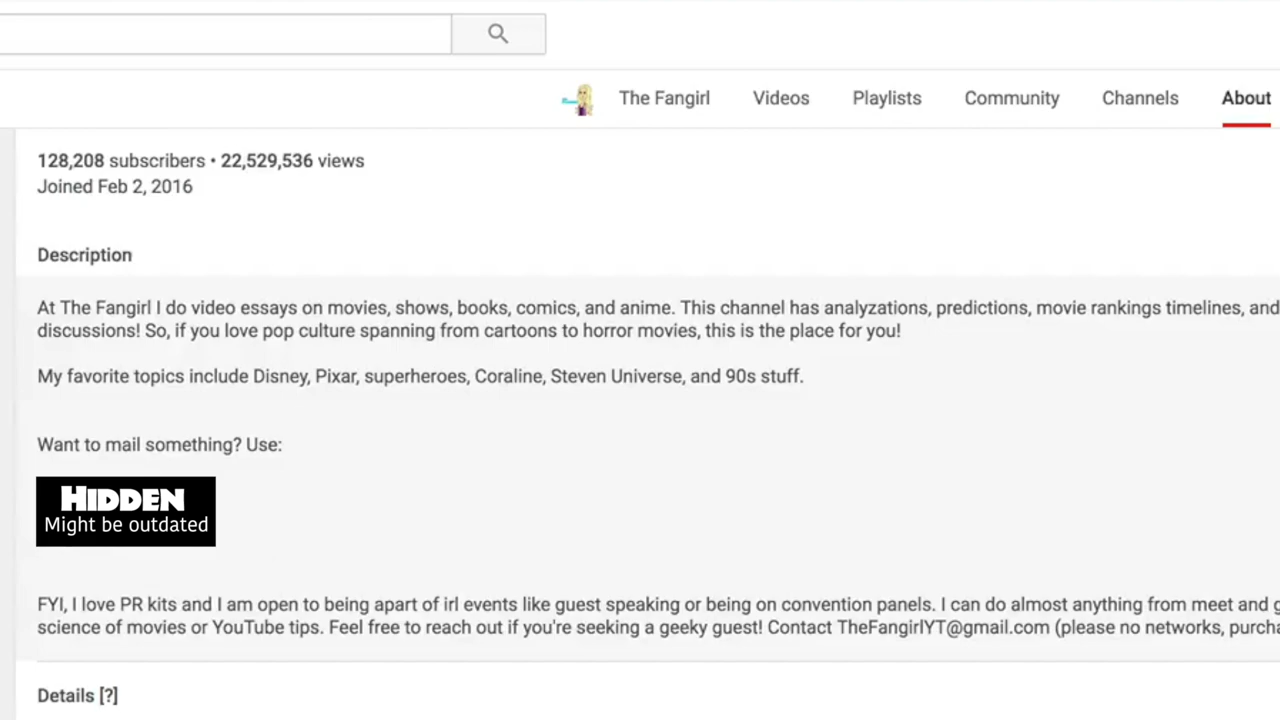 The Fangirl Videos Playlists Community Channels About
128,208 subscribers • 22,529,536 views
Joined Feb 2, 2016
Description
At The Fangirl I do video essays on movies, shows, books, comics, and anime. This channel has analyzations, predictions, movie rankings timelines, and
discussions! So, if you love pop culture spanning from cartoons to horror movies, this is the place for you!
My favorite topics include Disney, Pixar, superheroes, Coraline, Steven Universe, and 90s stuff.
Want to mail something? Use:
HIDDEN
Might be outdated
FYI, I love PR kits and I am open to being apart of irl events like guest speaking or being on convention panels. I can do almost anything from meet and
science of movies or YouTube tips. Feel free to reach out if you're seeking a geeky guest! Contact TheFangirlYT@gmail.com (please no networks,
Details [?]